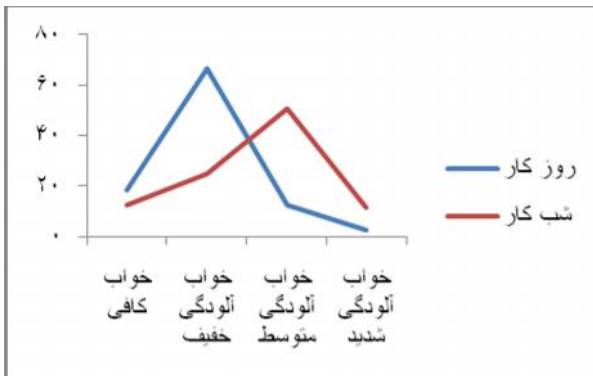 ۸۰
۶۰
۴۰
۲۰
۰
خواب
کافی
خواب
آلودگی
خفیف
خواب
آلودگی
متوسط
خواب
آلودگی
شدید
روز کار
شب کار